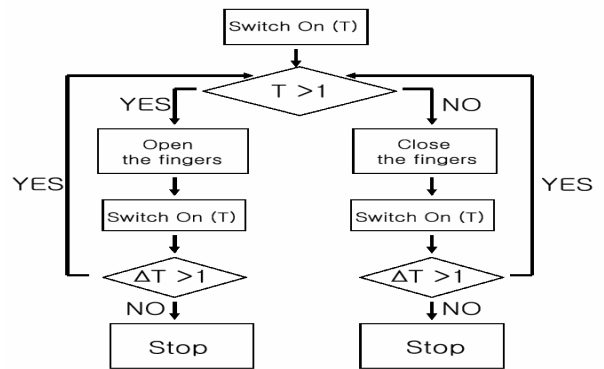 Switch On (T)
T >1
YES
NO
Open
the fingers
Close
the fingers
YES
YES
Switch On (T)
Switch On (T)
ΔT >1
ΔT >1
NO
NO
Stop
Stop